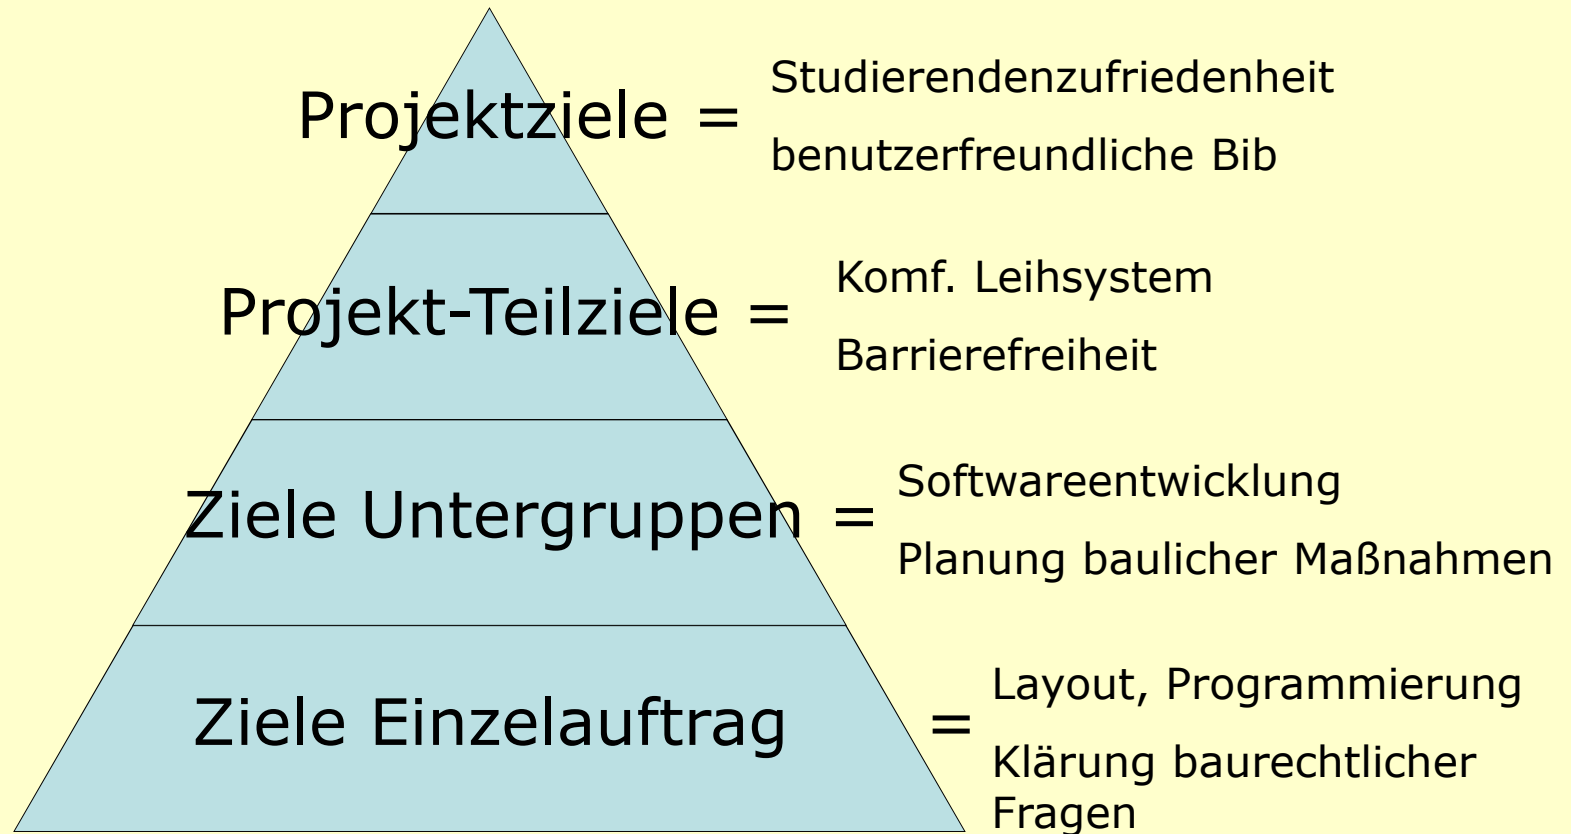 Projektziele =
Studierendenzufriedenheit
benutzerfreundliche Bib
Projekt-Teilziele =
Komf. Leihsystem
Barrierefreiheit
Ziele Untergruppen =
Softwareentwicklung
Planung baulicher Maßnahmen
Ziele Einzelauftrag =
Layout, Programmierung
Klärung baurechtlicher
Fragen